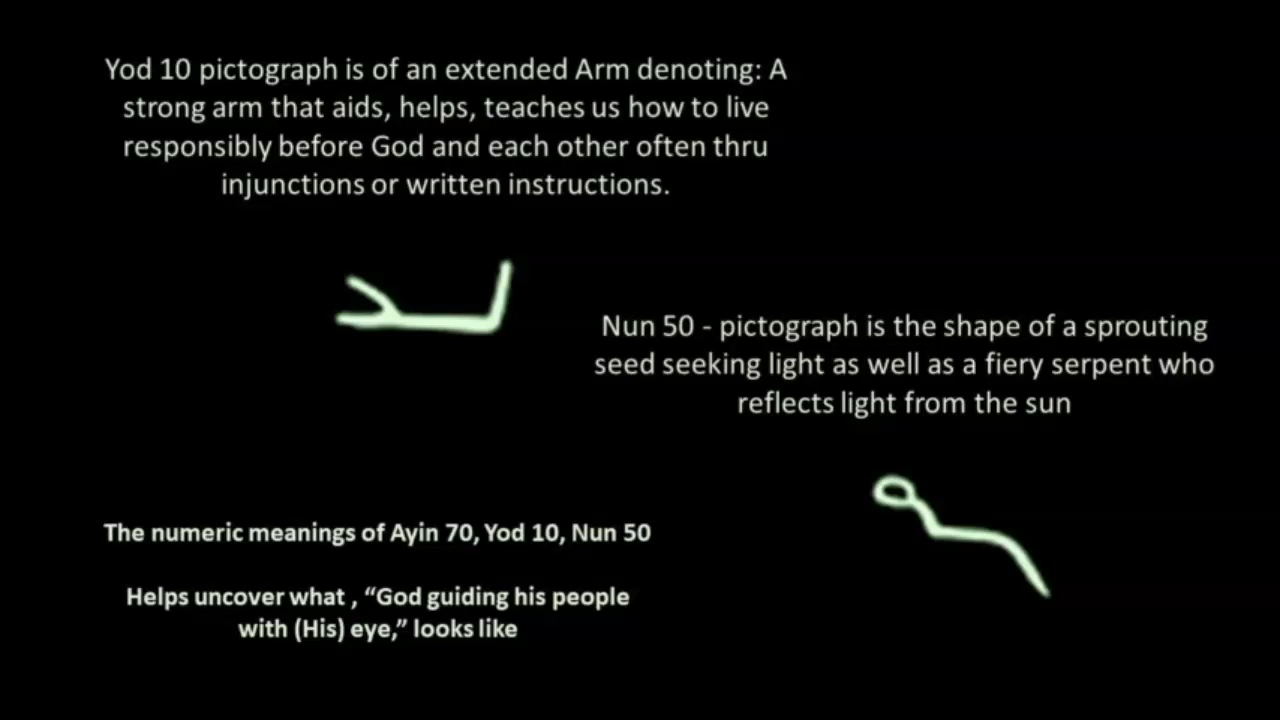 Yod 10 pictograph is of an extended Arm denoting: A
strong arm that aids, helps, teaches us how to live
responsibly before God and each other often thru
injunctions or written instructions.
Nun 50 - pictograph is the shape of a sprouting
seed seeking light as well as a fiery serpent who
reflects light from the sun
The numeric meanings of Ayin 70, Yod 10, Nun 50
Helps uncover what , “God guiding his people
with (His) eye,” looks like